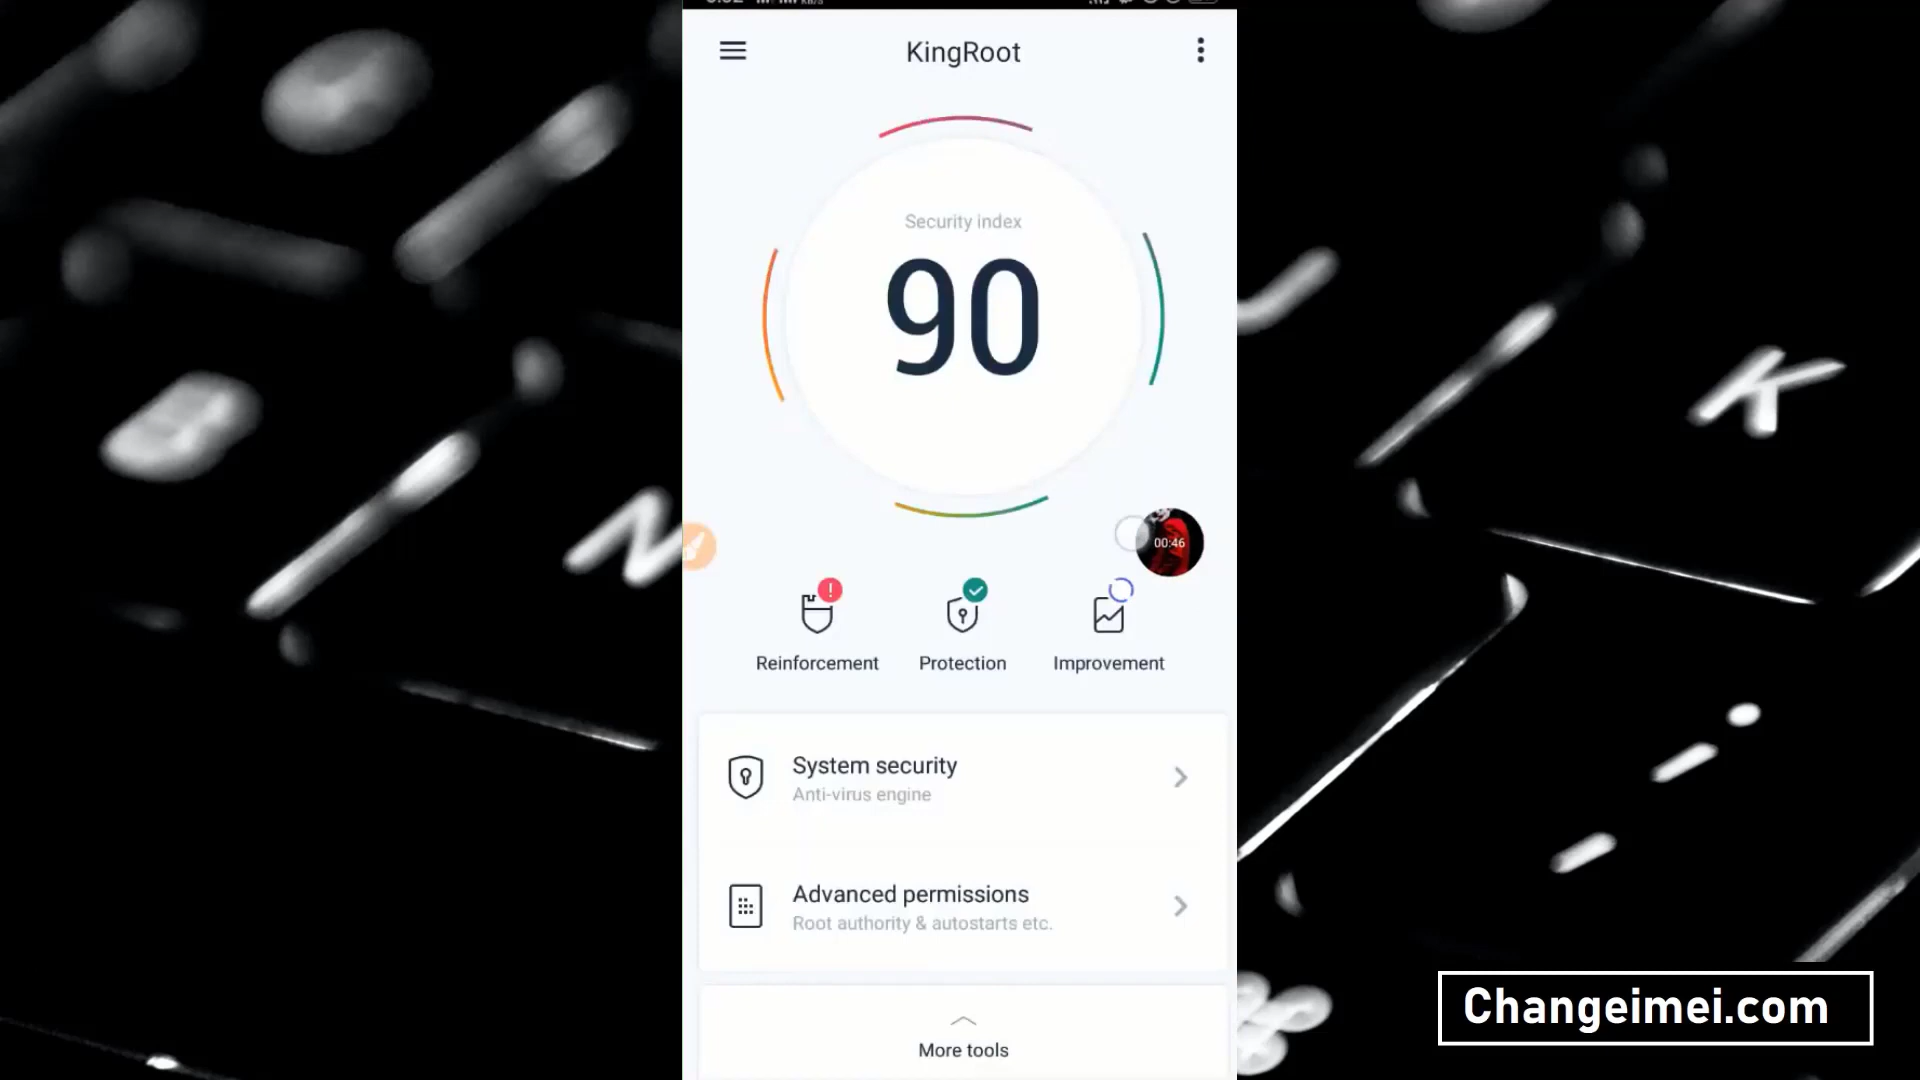 KingRoot
Security index
90
00:46
!
Reinforcement
Protection
Improvement
System security
Anti-virus engine
Advanced permissions
Root authority & autostarts etc.
More tools
N
K
Changeimei.com